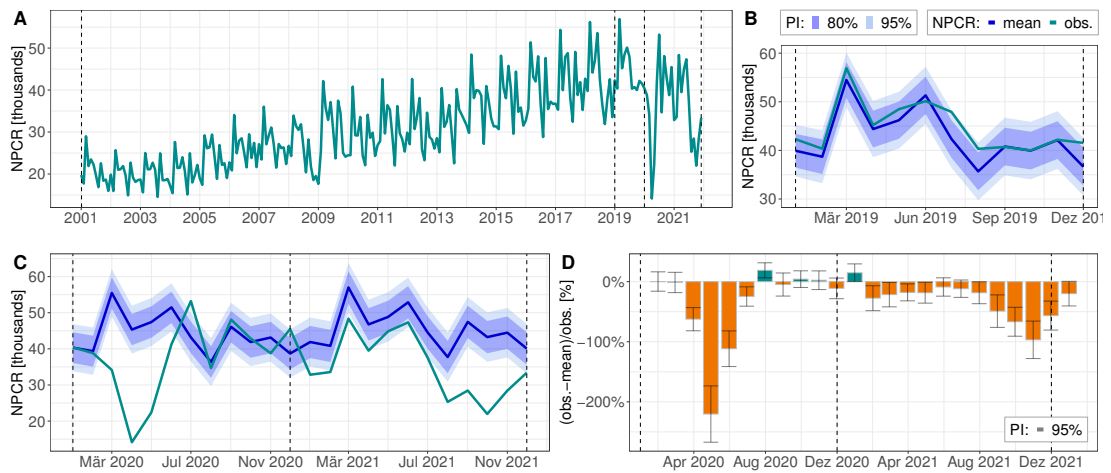 A
NPCR [thousands]
50
40
30
20
2001 2003 2005 2007 2009 2011 2013 2015 2017 2019 2021
PI: 80% 95% NPCR: mean obs.
B
NPCR [thousands]
60
50
40
30
Mär 2019 Jun 2019 Sep 2019 Dez 2019
C
NPCR [thousands]
60
50
40
30
20
Mär 2020 Jul 2020 Nov 2020 Mär 2021 Jul 2021 Nov 2021
D
(obs.−mean)/obs. [%]
0%
−100%
−200%
PI: 95%
Apr 2020 Aug 2020 Dez 2020 Apr 2021 Aug 2021 Dez 2021